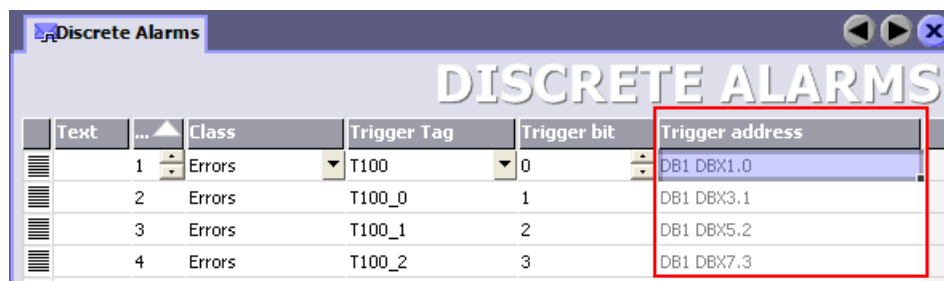 Discrete Alarms
DISCRETE ALARMS
Text ... Class Trigger Tag Trigger bit Trigger address
1 Errors T100 0 DB1 DBX1.0
2 Errors T100_0 1 DB1 DBX3.1
3 Errors T100_1 2 DB1 DBX5.2
4 Errors T100_2 3 DB1 DBX7.3